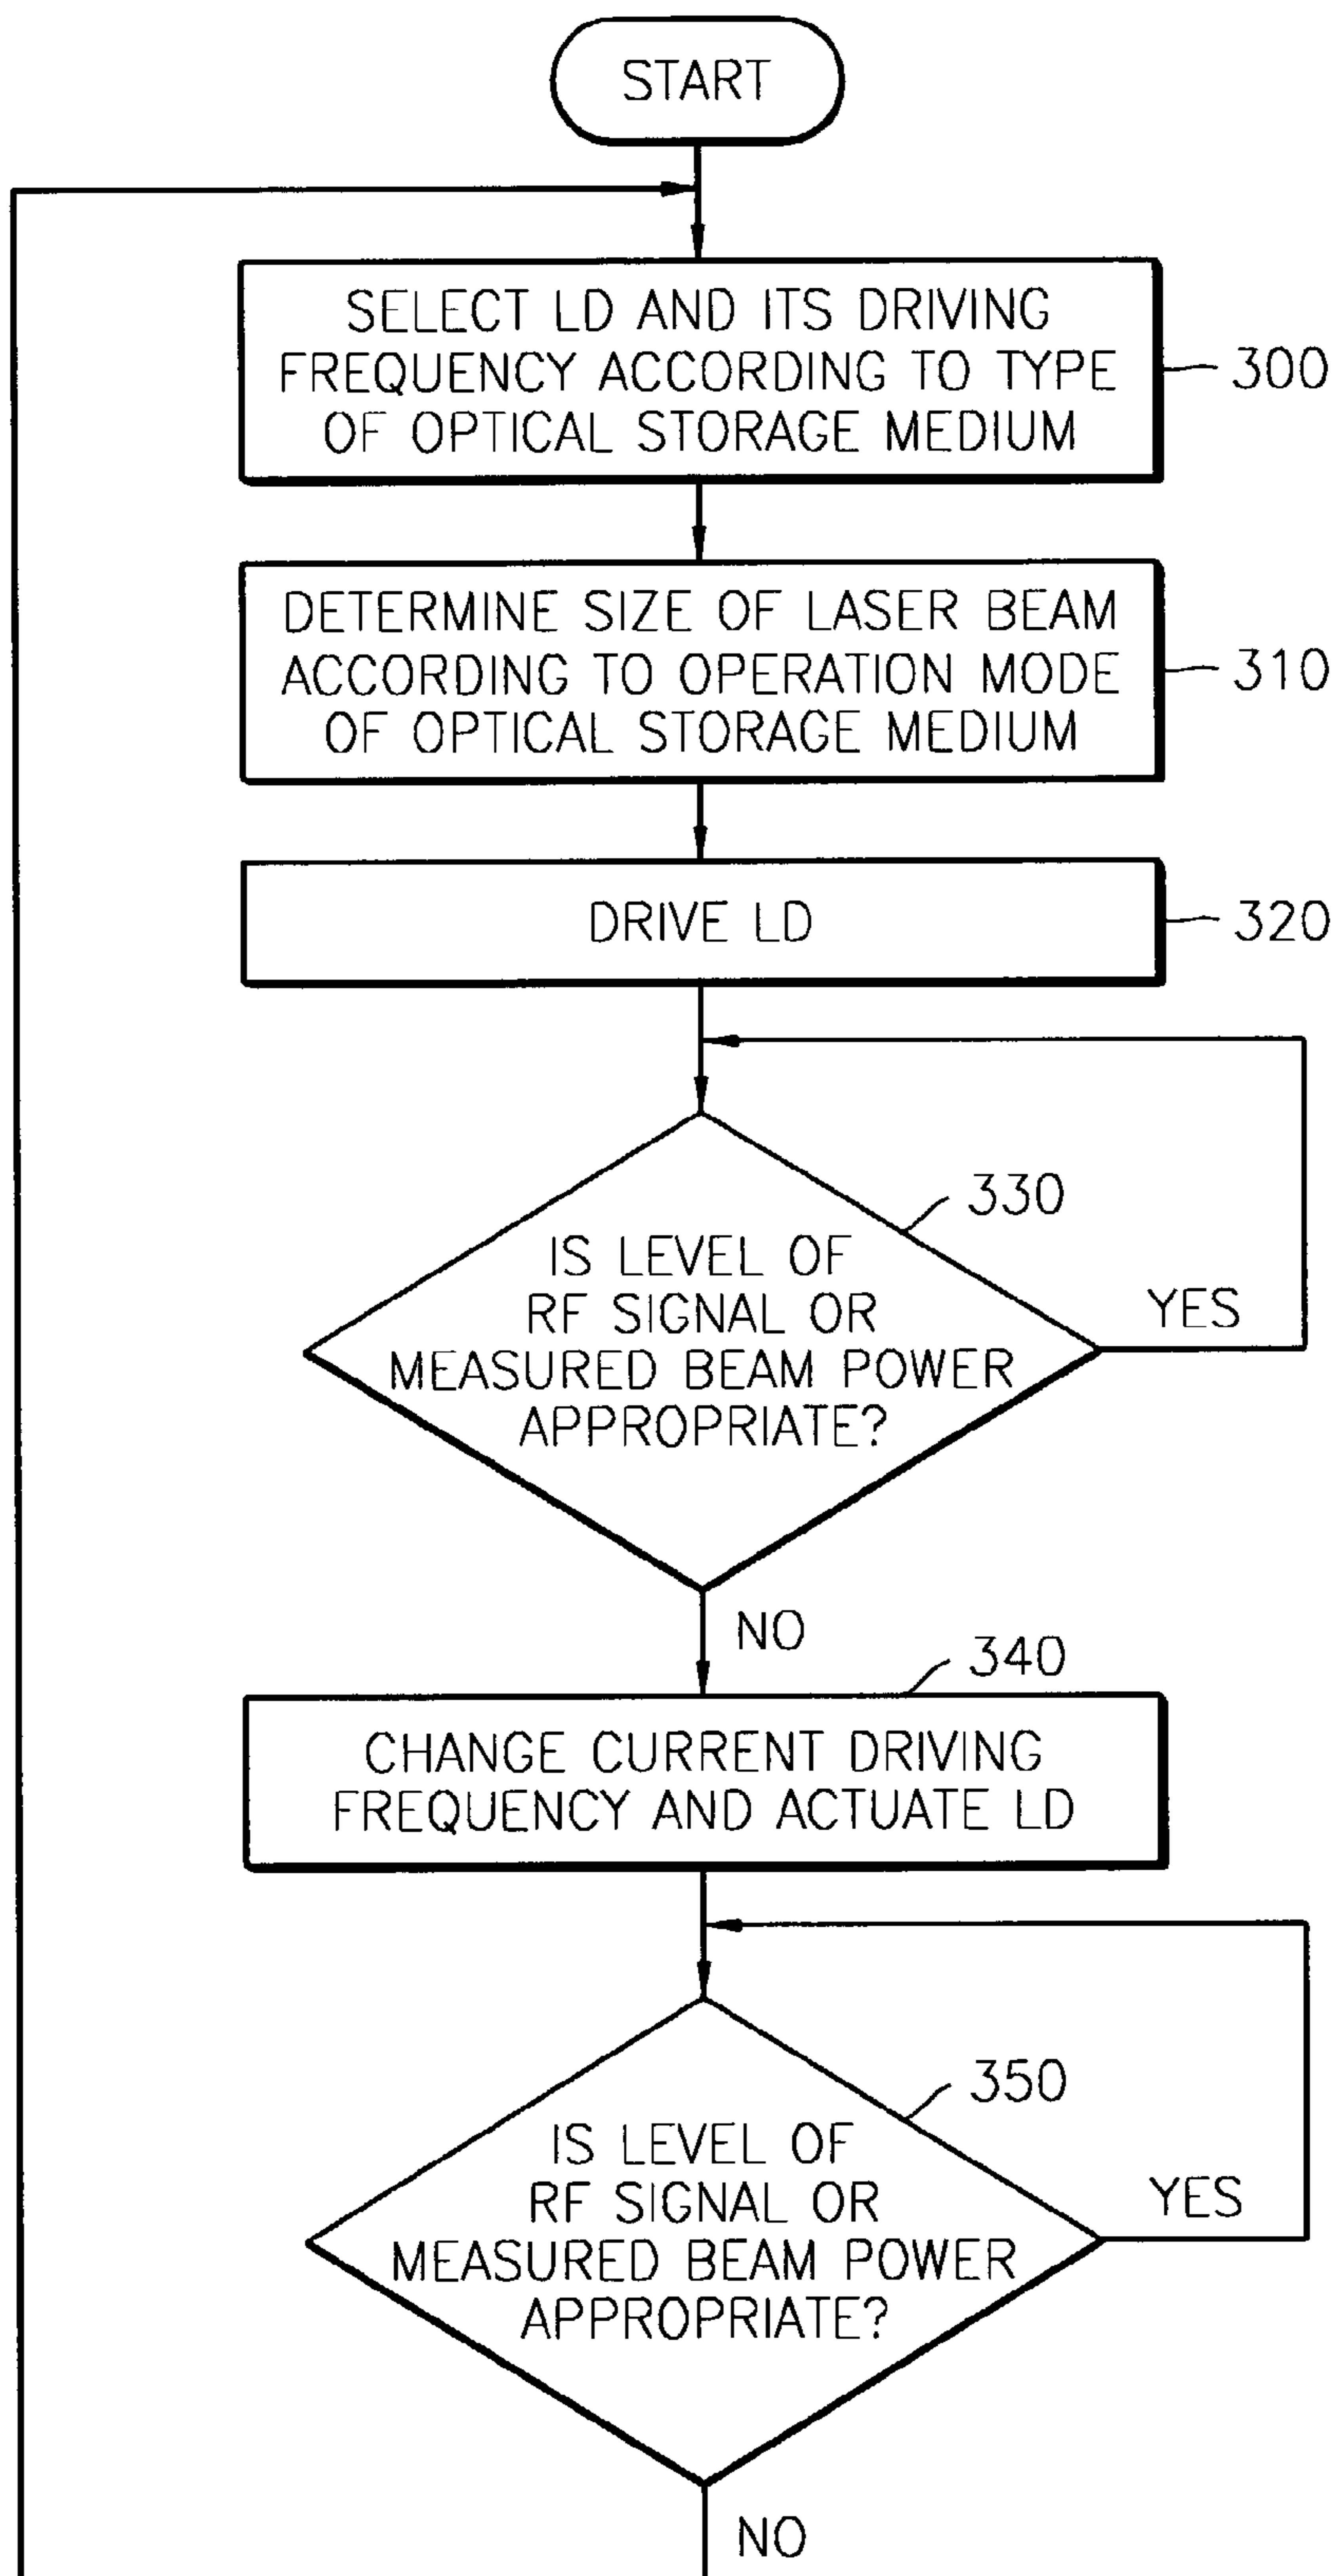 START
SELECT LD AND ITS DRIVING
FREQUENCY ACCORDING TO TYPE
OF OPTICAL STORAGE MEDIUM
300
DETERMINE SIZE OF LASER BEAM
ACCORDING TO OPERATION MODE
OF OPTICAL STORAGE MEDIUM
310
DRIVE LD
320
330
IS LEVEL OF
RF SIGNAL OR
MEASURED BEAM POWER
APPROPRIATE?
YES
NO
340
CHANGE CURRENT DRIVING
FREQUENCY AND ACTUATE LD
350
IS LEVEL OF
RF SIGNAL OR
MEASURED BEAM POWER
APPROPRIATE?
YES
NO